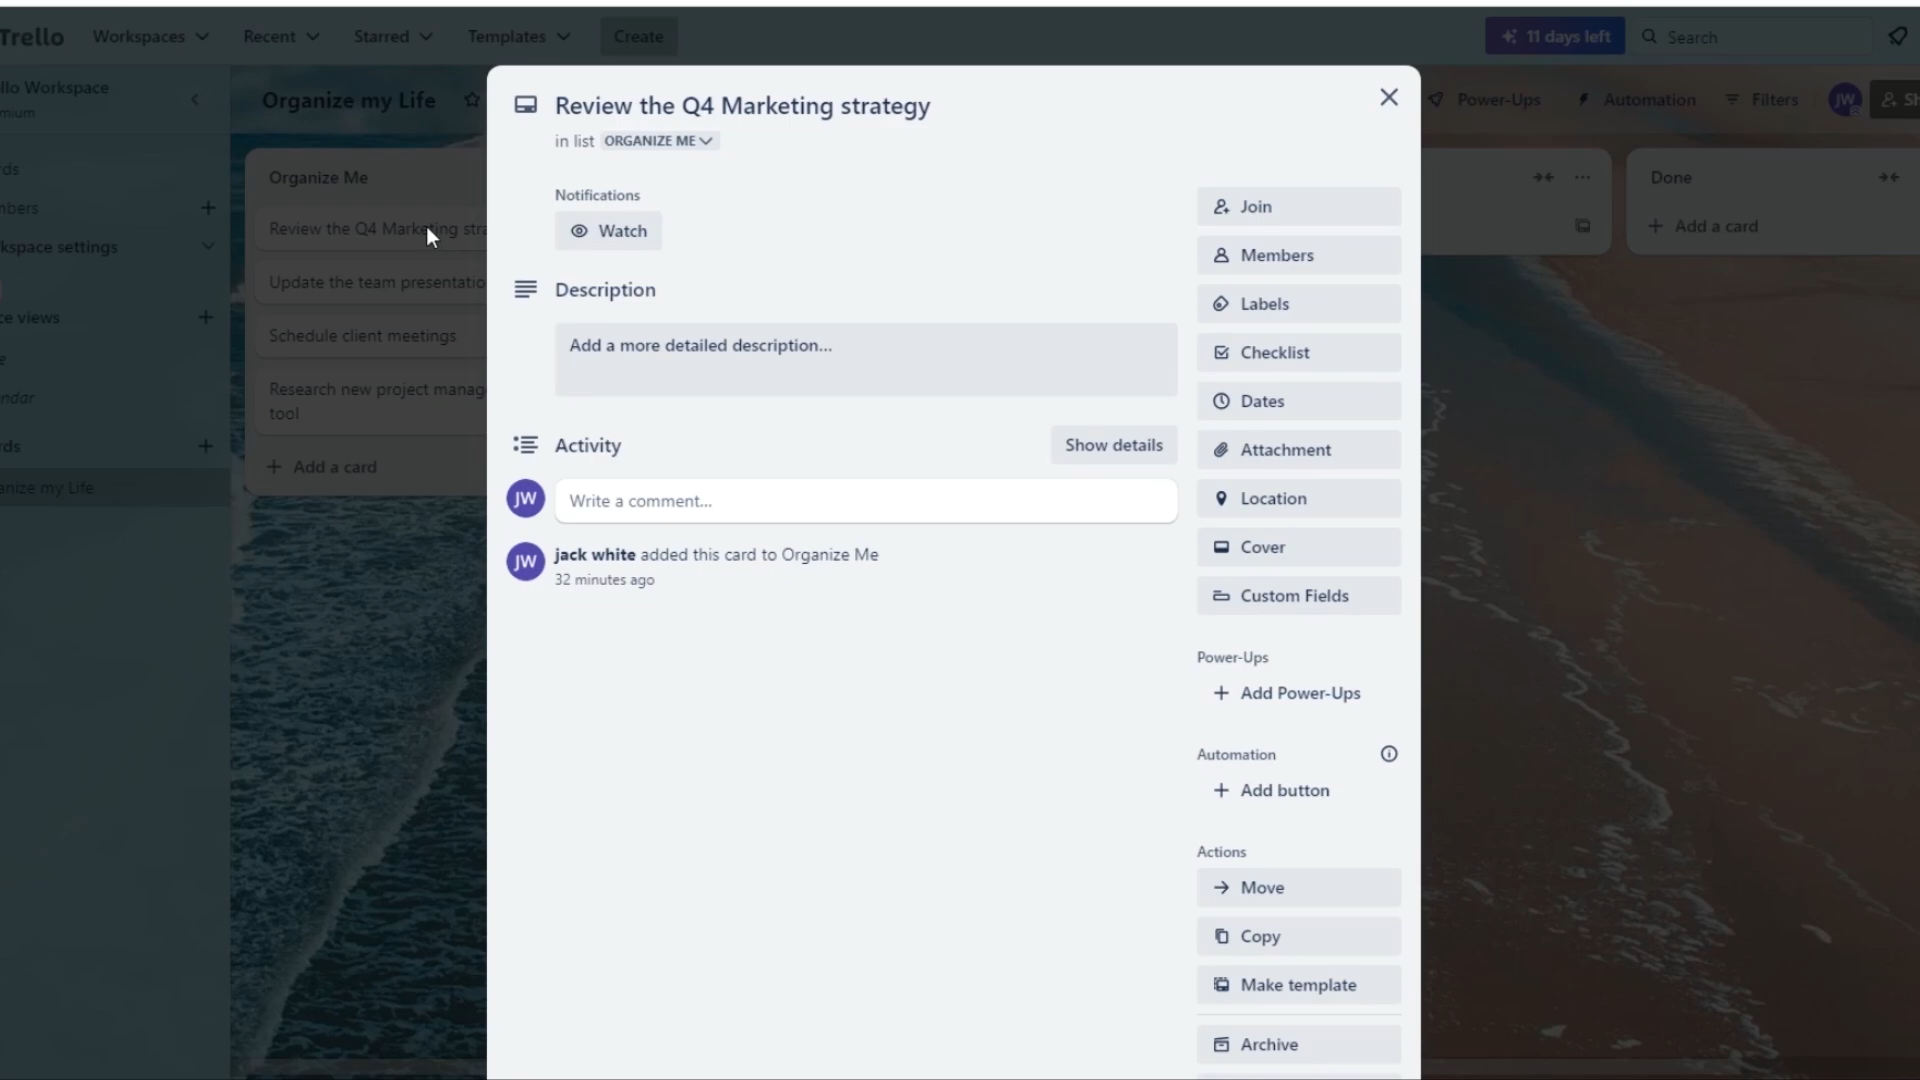 Trello Workspaces Recent Starred Templates Create 11 days left Search
llo Workspace
mium
Organize my Life
Power-Ups Automation Filters JW Sh
rds
mbers
kspace settings
ce views
e
ndar
rds
anize my Life
Organize Me
Review the Q4 Marketing stra
Update the team presentatio
Schedule client meetings
Research new project manag
tool
Add a card
Review the Q4 Marketing strategy
in list ORGANIZE ME
Notifications
Watch
Description
Add a more detailed description...
Activity
Show details
JW Write a comment...
JW jack white added this card to Organize Me
32 minutes ago
Join
Members
Labels
Checklist
Dates
Attachment
Location
Cover
Custom Fields
Power-Ups
Add Power-Ups
Automation
Add button
Actions
Move
Copy
Make template
Archive
Done
Add a card